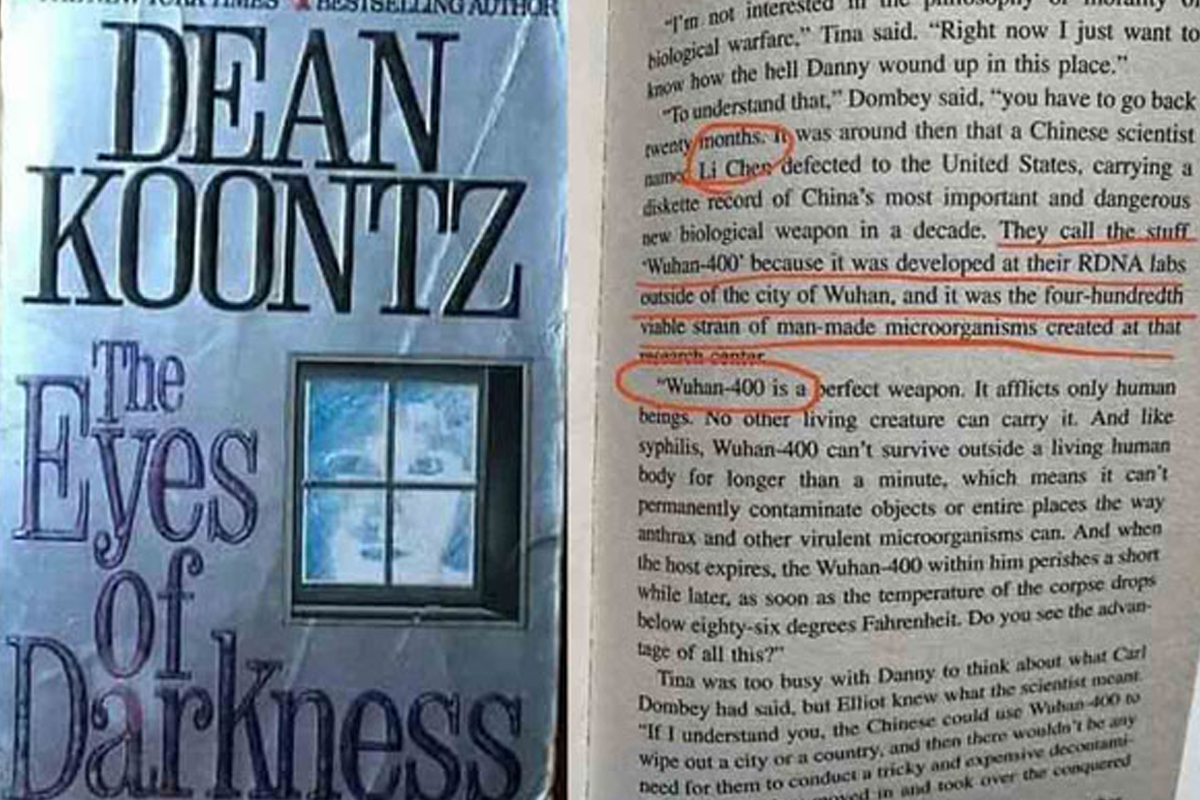 BESTSELLING AUTHOR
DEAN
KOONTZ
The
Eyes
of
Darkness
"I'm not interested in the philosophy or morality of
biological warfare," Tina said. "Right now I just want to
know how the hell Danny wound up in this place."
"To understand that," Dombey said, "you have to go back
twenty months. It was around then that a Chinese scientist
named Li Chen defected to the United States, carrying a
diskette record of China's most important and dangerous
new biological weapon in a decade. They call the stuff
'Wuhan-400' because it was developed at their RDNA labs
outside of the city of Wuhan, and it was the four-hundredth
viable strain of man-made microorganisms created at that
research center.
"Wuhan-400 is a perfect weapon. It afflicts only human
beings. No other living creature can carry it. And like
syphilis, Wuhan-400 can't survive outside a living human
body for longer than a minute, which means it can't
permanently contaminate objects or entire places the way
anthrax and other virulent microorganisms can. And when
the host expires, the Wuhan-400 within him perishes a short
while later, as soon as the temperature of the corpse drops
below eighty-six degrees Fahrenheit. Do you see the advan-
tage of all this?"
Tina was too busy with Danny to think about what Carl
Dombey had said, but Elliot knew what the scientist meant.
"If I understand you, the Chinese could use Wuhan-400 to
wipe out a city or a country, and then there wouldn't be any
need for them to conduct a tricky and expensive decontami-
moved in and took over the conquered